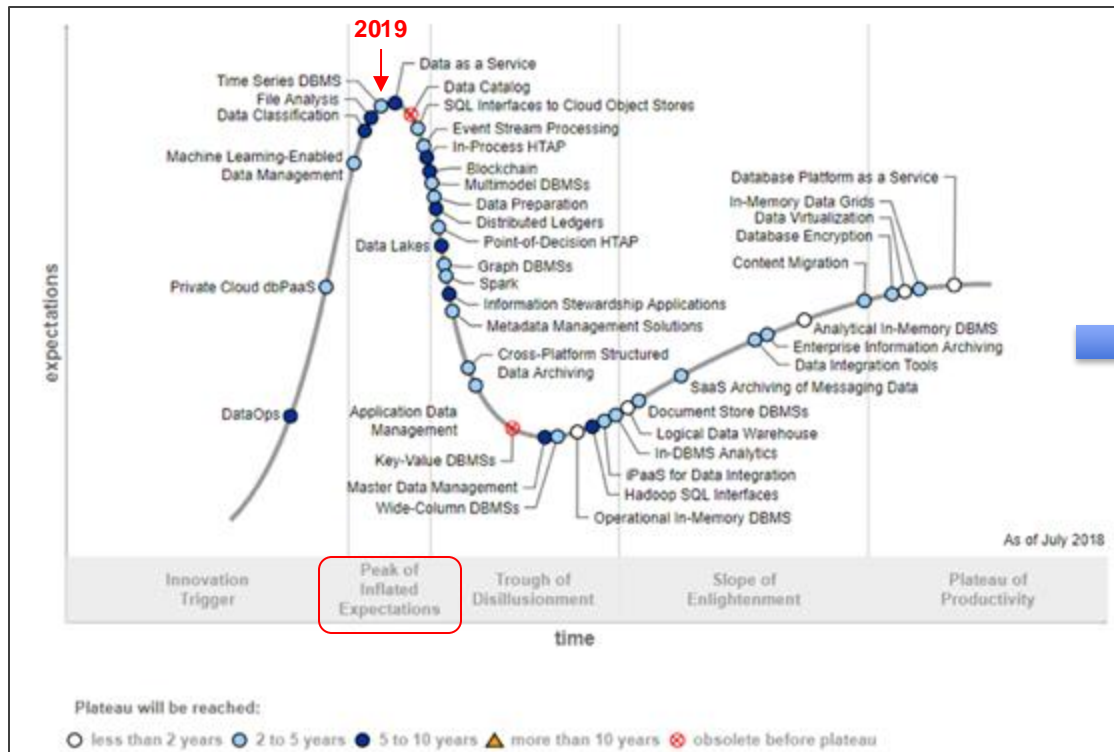 2019
Data as a Service
Time Series DBMS
Data Catalog
File Analysis
SQL Interfaces to Cloud Object Stores
Data Classification
Event Stream Processing
In-Process HTAP
Machine Learning-Enabled
Data Management
Blockchain
Multimodel DBMSs
Database Platform as a Service
Data Preparation
In-Memory Data Grids
Distributed Ledgers
Data Virtualization
Point-of-Decision HTAP
Database Encryption
Data Lakes
Graph DBMSs
Content Migration
Spark
Private Cloud dbPaaS
Information Stewardship Applications
Metadata Management Solutions
Analytical In-Memory DBMS
Enterprise Information Archiving
Cross-Platform Structured
Data Archiving
Data Integration Tools
SaaS Archiving of Messaging Data
expectations
DataOps
Application Data
Management
Document Store DBMSs
Logical Data Warehouse
Key-Value DBMSs
In-DBMS Analytics
iPaaS for Data Integration
Master Data Management
Hadoop SQL Interfaces
Wide-Column DBMSs
Operational In-Memory DBMS
As of July 2018
Innovation
Trigger
Peak of
Inflated
Expectations
Trough of
Disillusionment
Slope of
Enlightenment
Plateau of
Productivity
time
Plateau will be reached:
less than 2 years
2 to 5 years
5 to 10 years
more than 10 years
obsolete before plateau